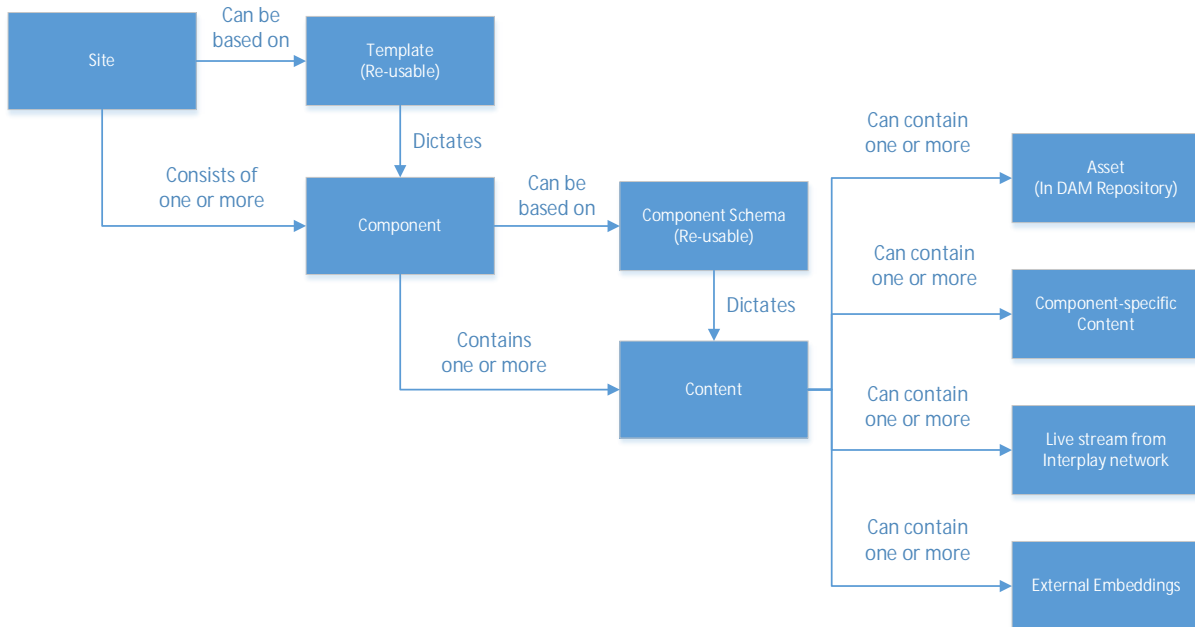 Can be
based on
Site
Template
(Re-usable)
Dictates
Consists of
one or more
Component
Can be
based on
Component Schema
(Re-usable)
Dictates
Contains
one or more
Content
Can contain
one or more
Asset
(In DAM Repository)
Can contain
one or more
Component-specific
Content
Can contain
one or more
Live stream from
Interplay network
Can contain
one or more
External Embeddings